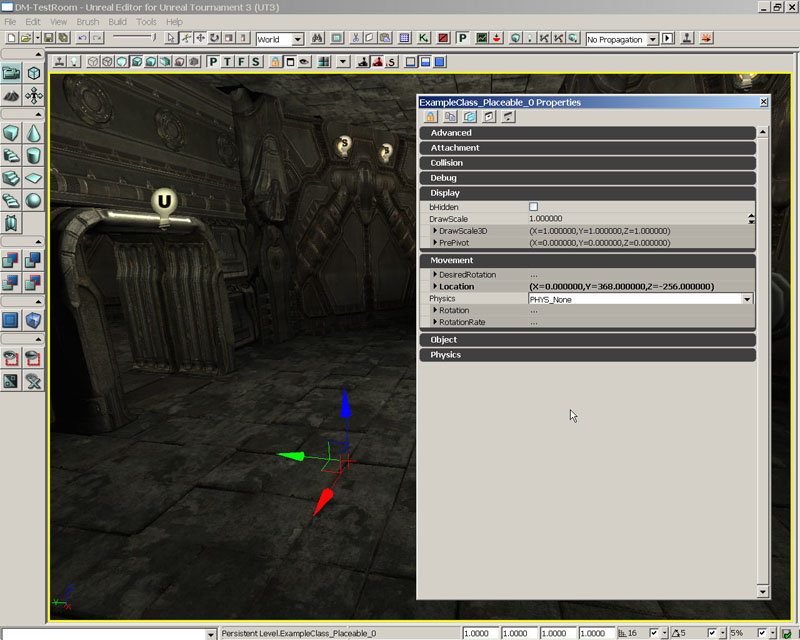 DM-TestRoom - Unreal Editor for Unreal Tournament 3 (UT3)
File Edit View Brush Build Tools Help
World
P
No Propagation
P T F S
S
ExampleClass_Placeable_0 Properties
Advanced
Attachment
Collision
Debug
Display
bHidden
DrawScale 1.000000
DrawScale3D (X=1.000000,Y=1.000000,Z=1.000000)
PrePivot (X=0.000000,Y=0.000000,Z=0.000000)
Movement
DesiredRotation ...
Location (X=0.000000,Y=368.000000,Z=-256.000000)
Physics PHYS_None
Rotation ...
RotationRate ...
Object
Physics
S
S
U
Persistent Level.ExampleClass_Placeable_0 1.0000 1.0000 1.0000 1.0000 16 5 5%